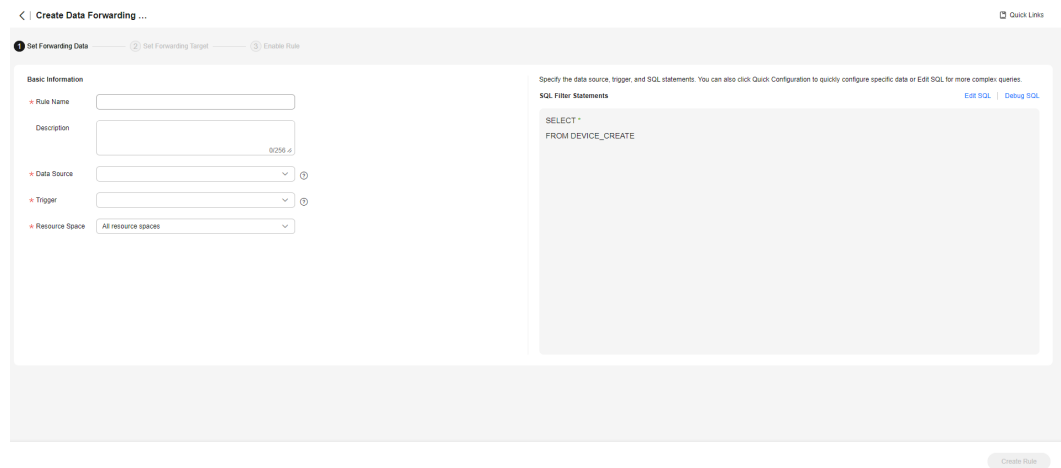 Create Data Forwarding ...
Quick Links
1 Set Forwarding Data 2 Set Forwarding Target 3 Enable Rule
Basic Information
* Rule Name
Description
0/256
* Data Source
* Trigger
* Resource Space All resource spaces
Specify the data source, trigger, and SQL statements. You can also click Quick Configuration to quickly configure specific data or Edit SQL for more complex queries.
SQL Filter Statements Edit SQL | Debug SQL
SELECT *
FROM DEVICE_CREATE
Create Rule